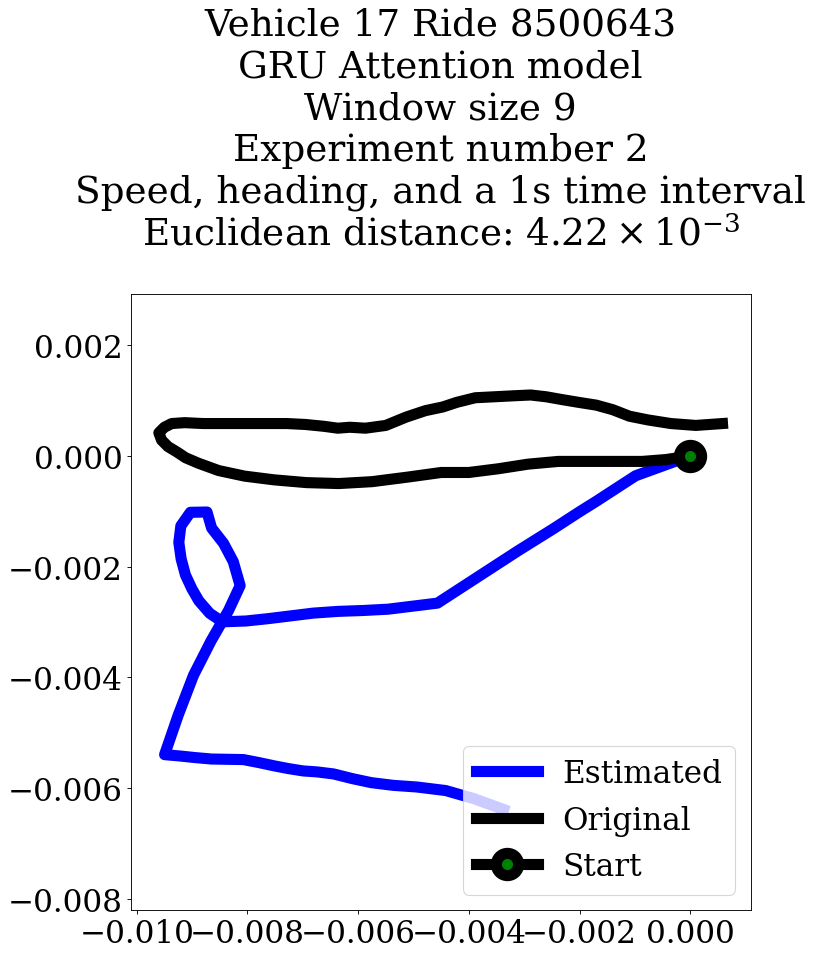 Vehicle 17 Ride 8500643
GRU Attention model
Window size 9
Experiment number 2
Speed, heading, and a 1s time interval
Euclidean distance: 4.22 × 10⁻³
0.002
0.000
−0.002
−0.004
−0.006
−0.008
Estimated
Original
Start
−0.010 −0.008 −0.006 −0.004 −0.002 0.000